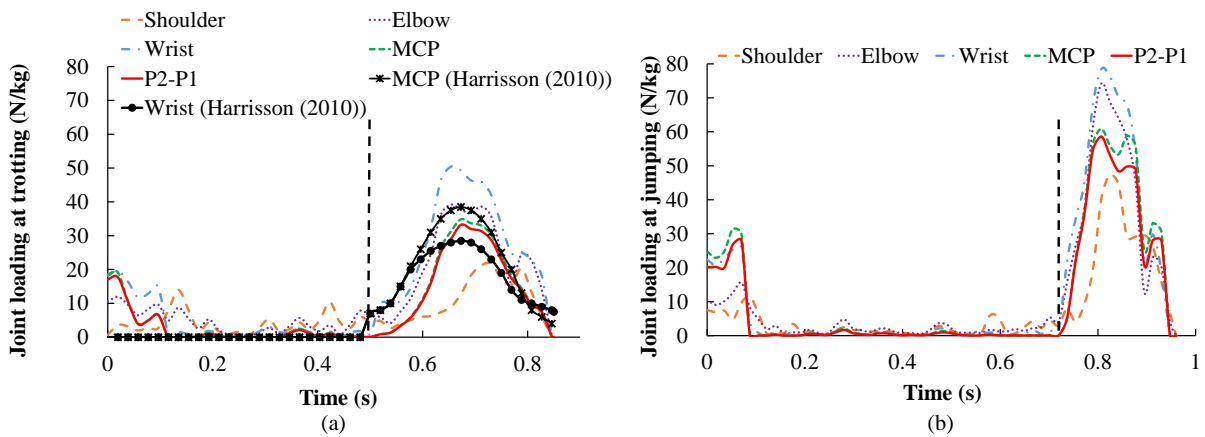 Shoulder Elbow
Wrist MCP
P2-P1 MCP (Harrisson (2010))
Wrist (Harrisson (2010))
Joint loading at trotting (N/kg)
80
70
60
50
40
30
20
10
0
0 0.2 0.4 0.6 0.8
Time (s)
(a)
Shoulder Elbow Wrist MCP P2-P1
Joint loading at jumping (N/kg)
80
70
60
50
40
30
20
10
0
0 0.2 0.4 0.6 0.8 1
Time (s)
(b)